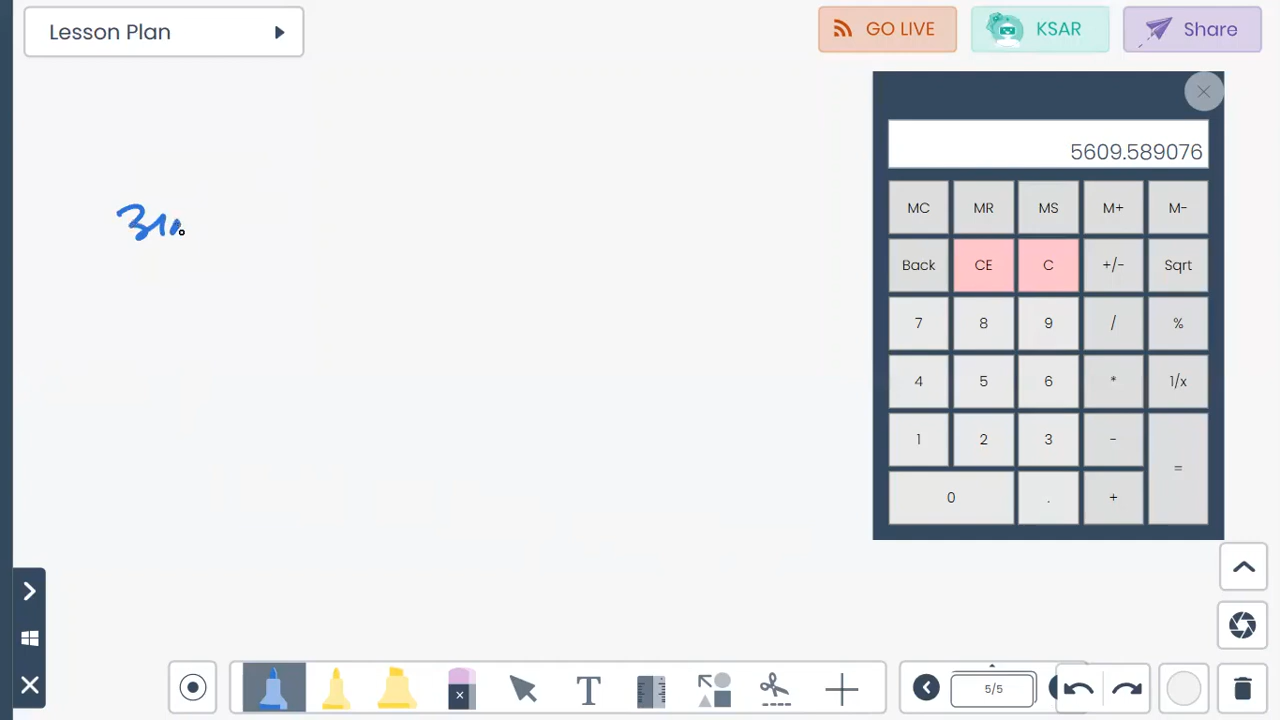 Lesson Plan
GO LIVE
KSAR
Share
5609.589076
MC MR MS M+ M-
Back CE C +/- Sqrt
7 8 9 / %
4 5 6 * 1/x
1 2 3 - =
0 . +
T
5/5